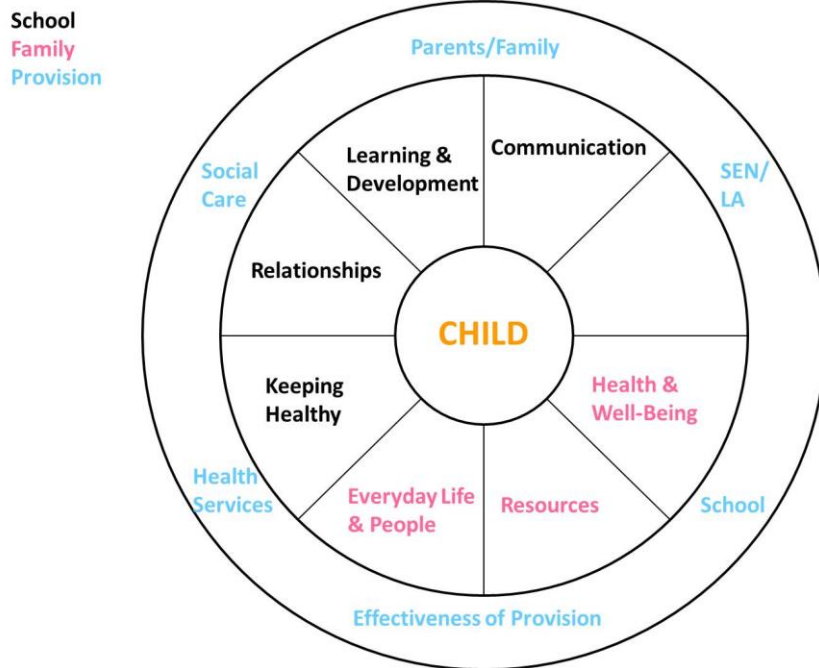 School
Family
Provision
Parents/Family
Learning &
Development
Communication
Social
Care
SEN/
LA
Relationships
CHILD
Keeping
Healthy
Health &
Well-Being
Health
Services
Everyday Life
& People
Resources
School
Effectiveness of Provision